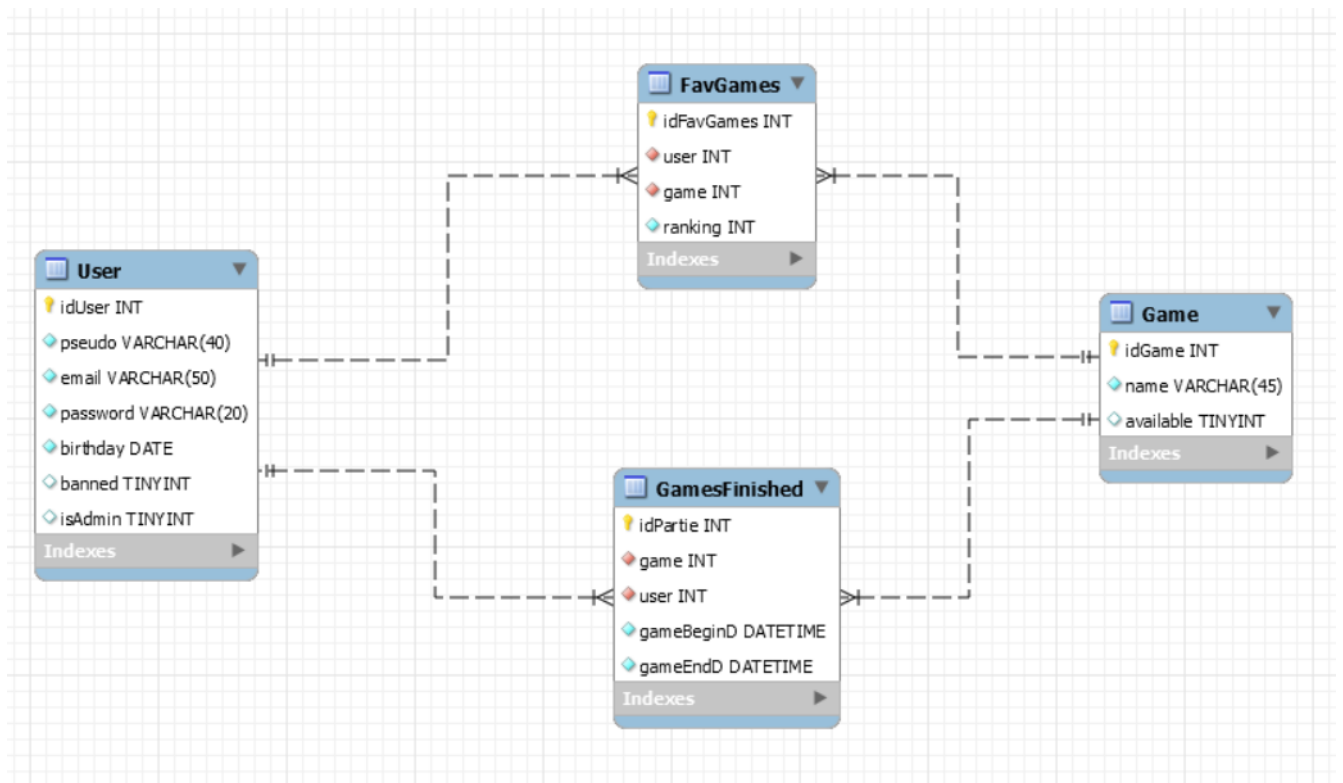 FavGames
idFavGames INT
user INT
game INT
ranking INT
Indexes
User
idUser INT
pseudo VARCHAR(40)
email VARCHAR(50)
password VARCHAR(20)
birthday DATE
banned TINYINT
isAdmin TINYINT
Indexes
Game
idGame INT
name VARCHAR(45)
available TINYINT
Indexes
GamesFinished
idPartie INT
game INT
user INT
gameBeginD DATETIME
gameEndD DATETIME
Indexes